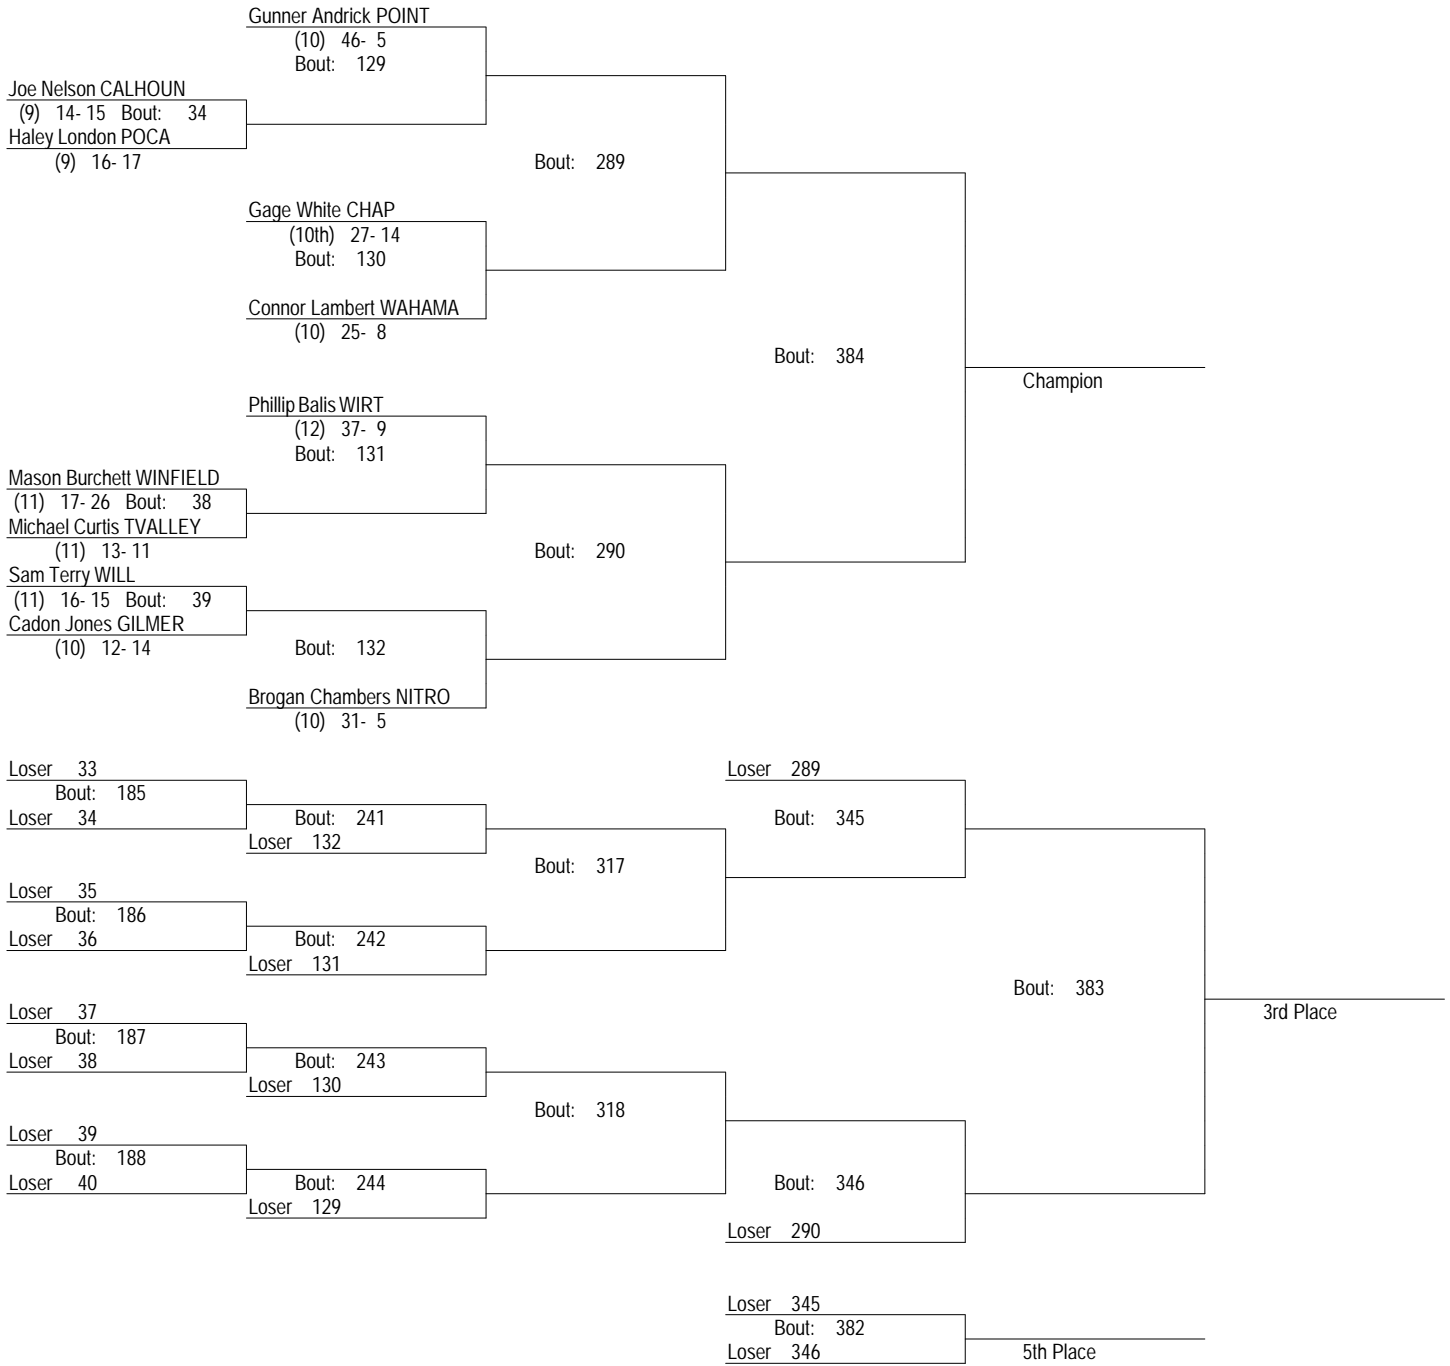 Gunner Andrick POINT
(10) 46- 5
Bout: 129
Joe Nelson CALHOUN
(9) 14- 15 Bout: 34
Haley London POCA
(9) 16- 17
Bout: 289
Gage White CHAP
(10th) 27- 14
Bout: 130
Connor Lambert WAHAMA
(10) 25- 8
Bout: 384
Champion
Phillip Balis WIRT
(12) 37- 9
Bout: 131
Mason Burchett WINFIELD
(11) 17- 26 Bout: 38
Michael Curtis TVALLEY
(11) 13- 11
Bout: 290
Sam Terry WILL
(11) 16- 15 Bout: 39
Cadon Jones GILMER
(10) 12- 14
Bout: 132
Brogan Chambers NITRO
(10) 31- 5
Loser 33
Bout: 185
Loser 34
Bout: 241
Loser 132
Bout: 317
Loser 289
Bout: 345
Loser 35
Bout: 186
Loser 36
Bout: 242
Loser 131
Bout: 383
3rd Place
Loser 37
Bout: 187
Loser 38
Bout: 243
Loser 130
Bout: 318
Loser 39
Bout: 188
Loser 40
Bout: 244
Loser 129
Bout: 346
Loser 290
Loser 345
Bout: 382
Loser 346
5th Place